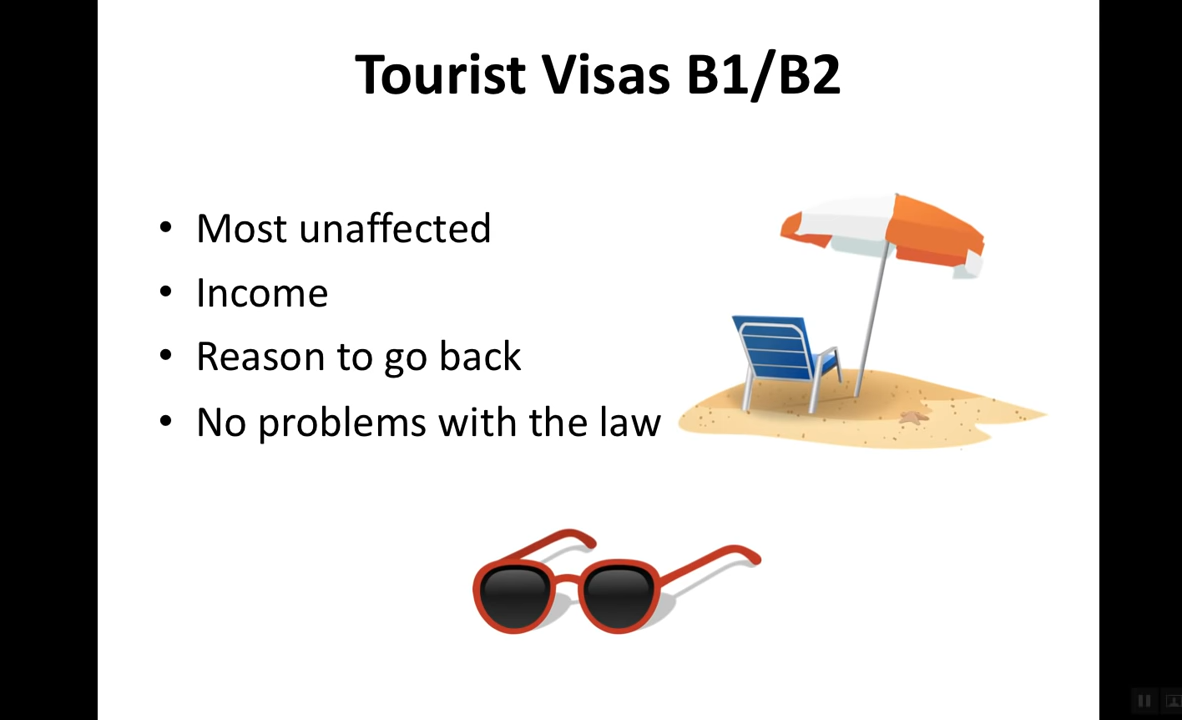 Tourist Visas B1/B2
• Most unaffected
• Income
• Reason to go back
• No problems with the law